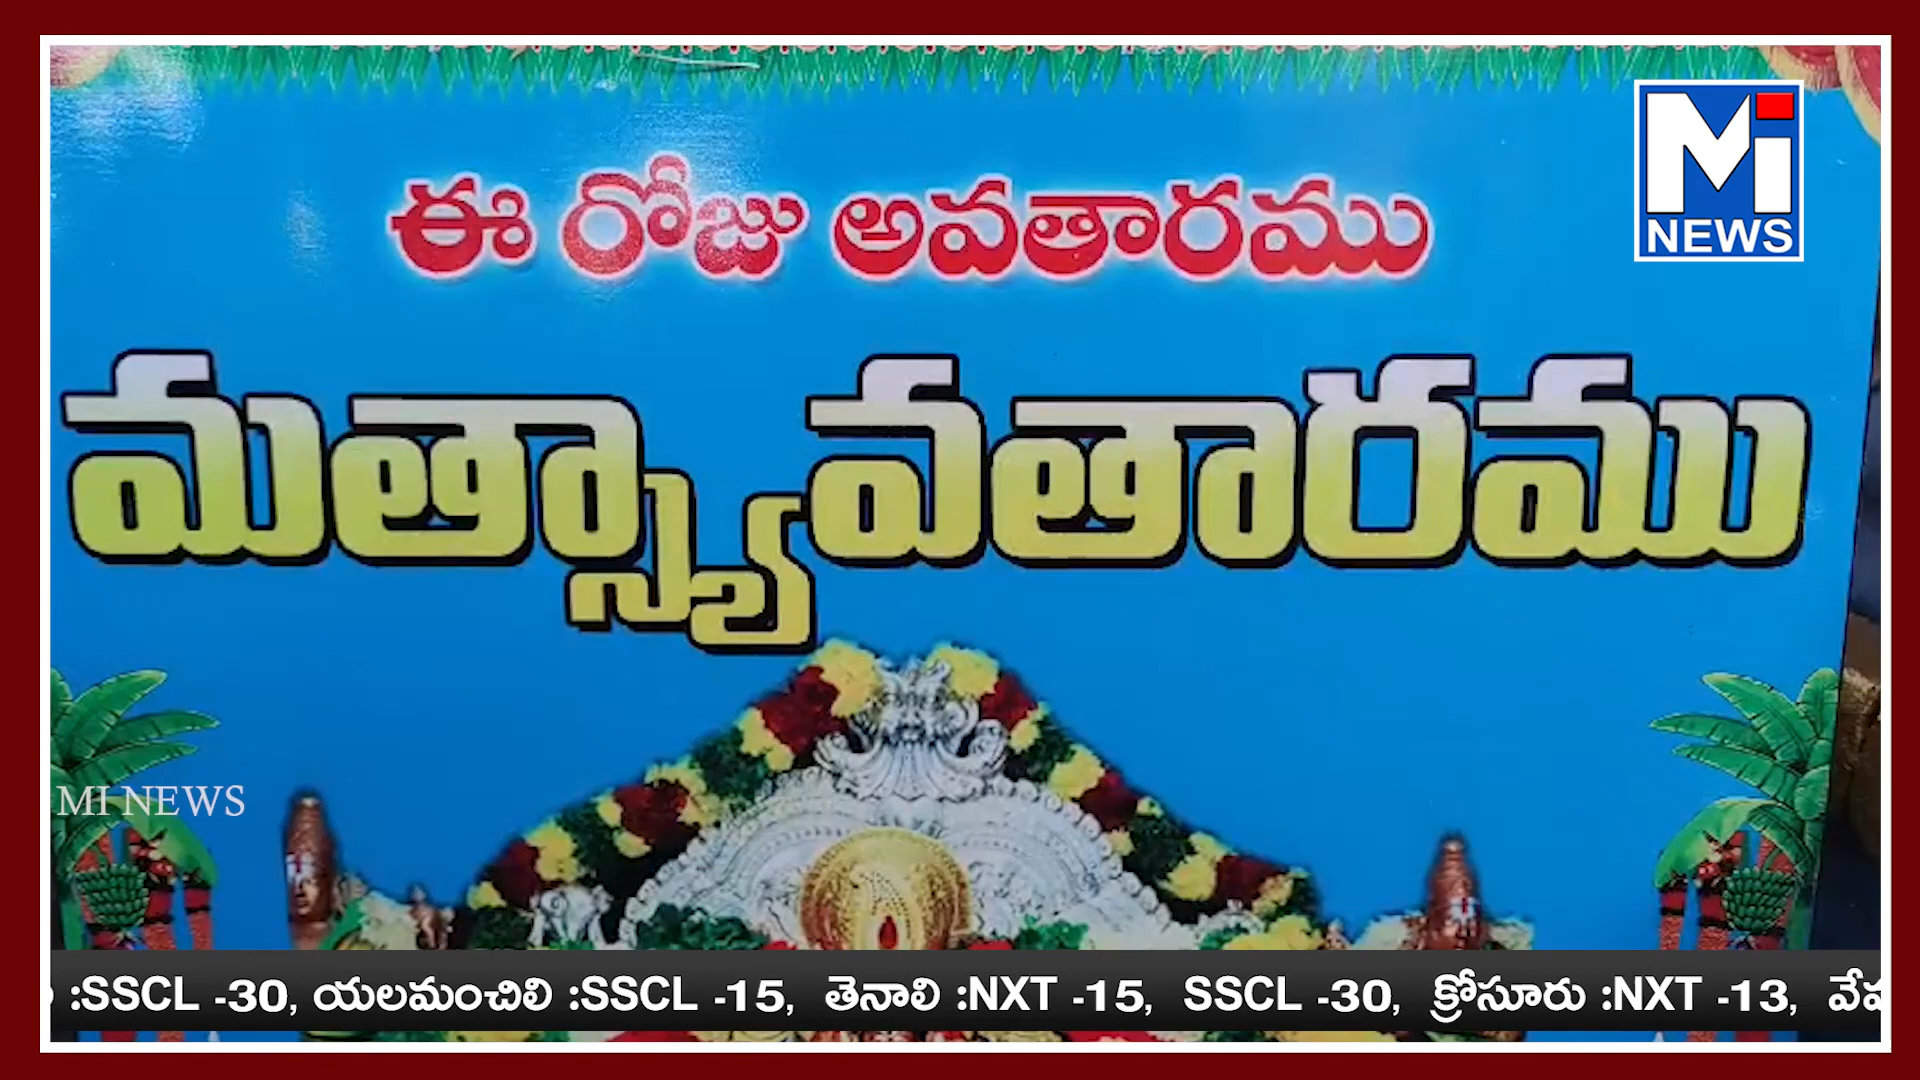 Mi
NEWS
ఈ రోజు అవతారము
మత్స్యావతారము
MI NEWS
:SSCL -30, యలమంచిలి :SSCL -15, తెనాలి :NXT -15, SSCL -30, క్రోసూరు :NXT -13,